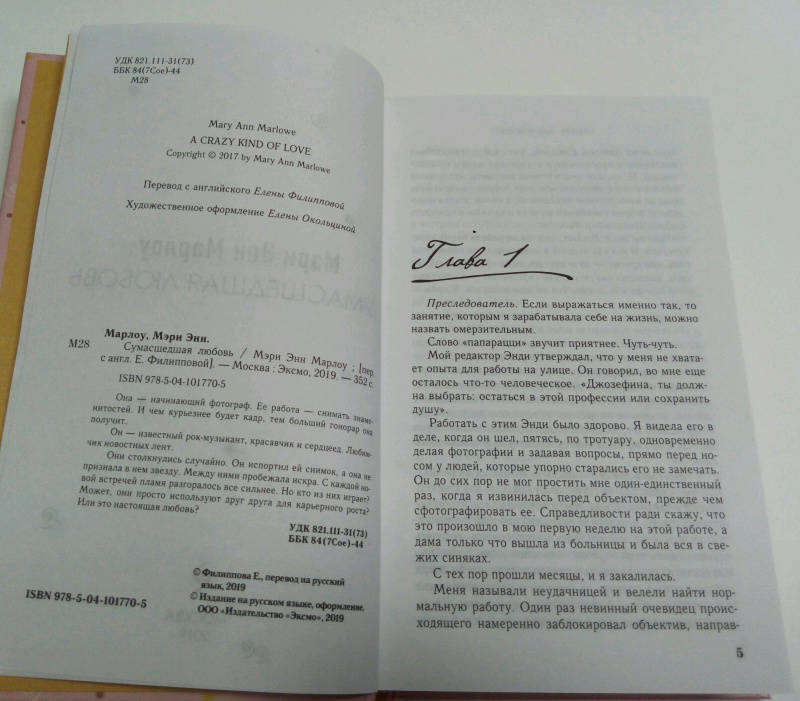 УДК 821.111-31(73)
ББК 84(7Сое)-44
М28
Mary Ann Marlowe
A CRAZY KIND OF LOVE
Copyright © 2017 by Mary Ann Marlowe
Перевод с английского Елены Филипповой
Художественное оформление Елены Окольциной
Марлоу, Мэри Энн.
М28 Сумасшедшая любовь / Мэри Энн Марлоу ; [пер.
с англ. Е. Филипповой]. — Москва : Эксмо, 2019. — 352 с.
ISBN 978-5-04-101770-5
Она — начинающий фотограф. Ее работа — снимать знаме-
нитостей. И чем курьезнее будет кадр, тем больший гонорар она
получит.
Он — известный рок-музыкант, красавчик и сердцеед. Любим-
чик новостных лент.
Они столкнулись случайно. Он испортил ей снимок, а она не
признала в нем звезду. Между ними пробежала искра. С каждой но-
вой встречей пламя разгоралось все сильнее. Но кто из них играет?
Может, они просто используют друг друга для карьерного роста?
Или это настоящая любовь?
УДК 821.111-31(73)
ББК 84(7Сое)-44
© Филиппова Е., перевод на русский
язык, 2019
© Издание на русском языке, оформление.
ООО «Издательство «Эксмо», 2019
ISBN 978-5-04-101770-5
Глава 1
Преследователь. Если выражаться именно так, то
занятие, которым я зарабатывала себе на жизнь, можно
назвать омерзительным.
Слово «папарацци» звучит приятнее. Чуть-чуть.
Мой редактор Энди утверждал, что у меня не хвата-
ет опыта для работы на улице. Он говорил, во мне еще
осталось что-то человеческое. «Джозефина, ты долж-
на выбрать: остаться в этой профессии или сохранить
душу».
Работать с этим Энди было здорово. Я видела его в
деле, когда он шел, пятясь, по тротуару, одновременно
делая фотографии и задавая вопросы, прямо перед но-
сом у людей, которые упорно старались его не замечать.
Он до сих пор не мог простить мне один-единственный
раз, когда я извинилась перед объектом, прежде чем
сфотографировать ее. Справедливости ради скажу, что
это произошло в мою первую неделю на этой работе, а
дама только что вышла из больницы и была вся в све-
жих синяках.
С тех пор прошли месяцы, и я закалилась.
Меня называли неудачницей и велели найти нор-
мальную работу. Один раз невинный очевидец проис-
ходящего намеренно заблокировал объектив, направ-
5